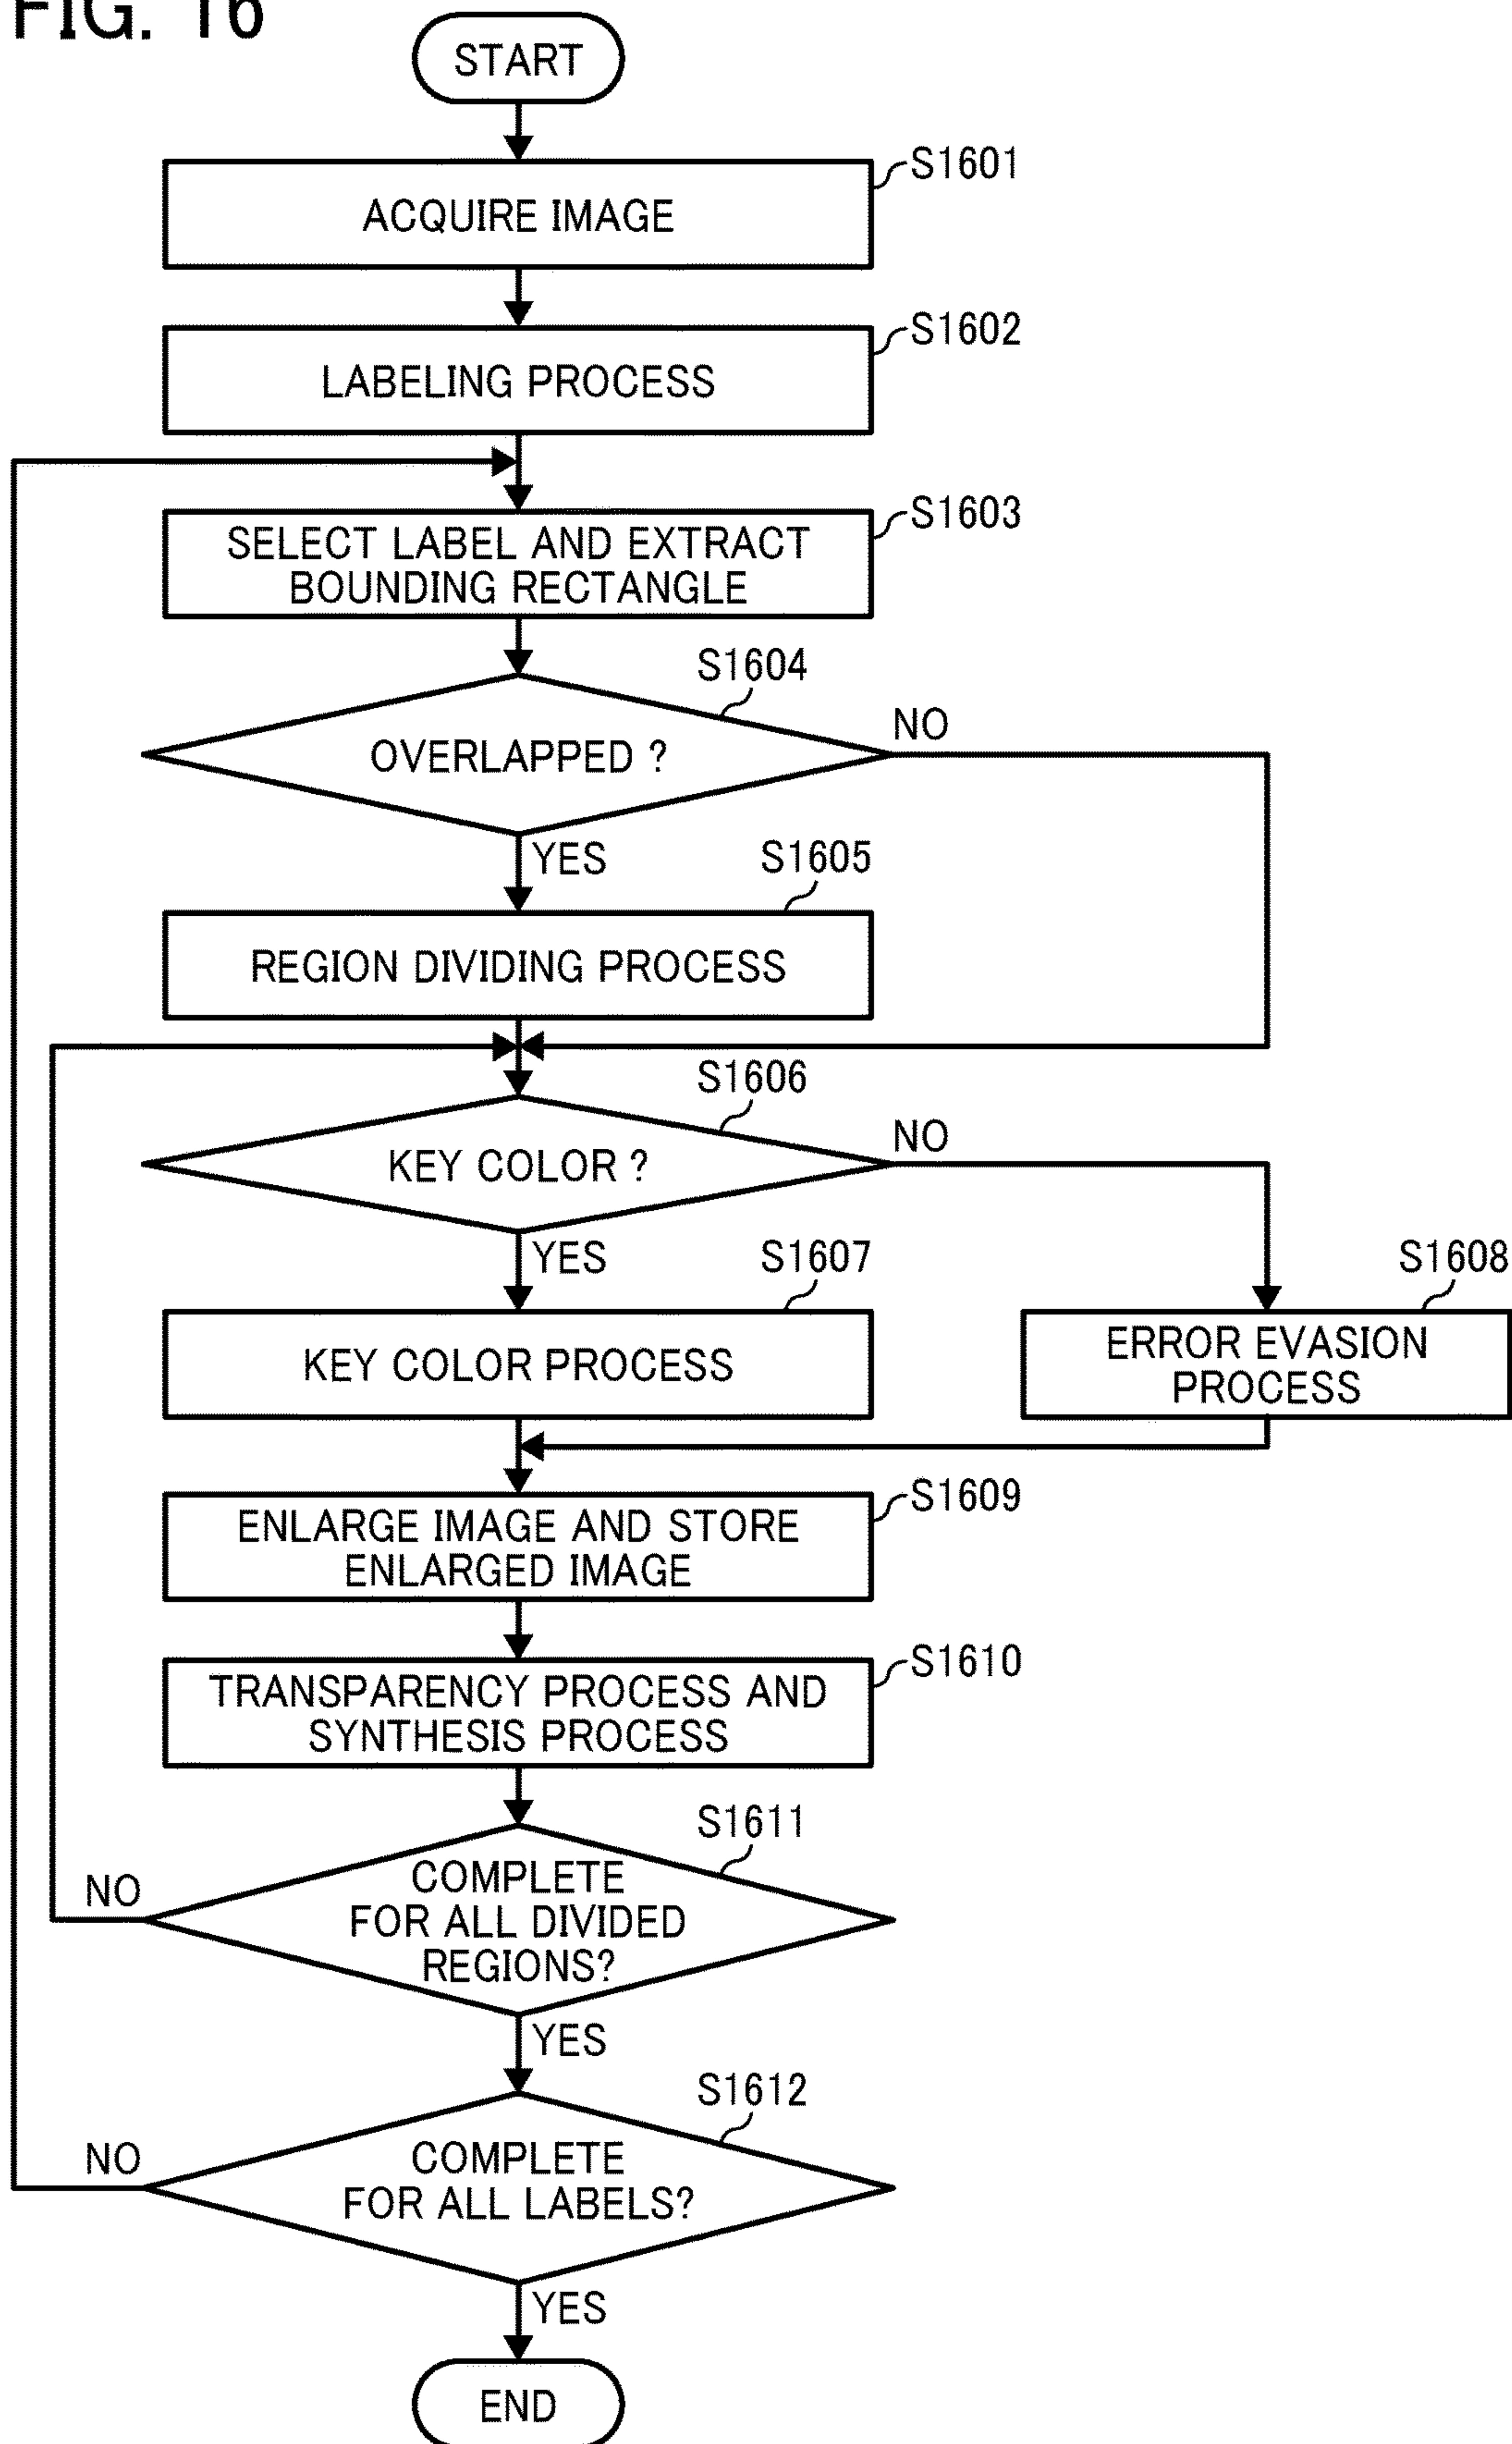 FIG. 16
START
S1601
ACQUIRE IMAGE
S1602
LABELING PROCESS
S1603
SELECT LABEL AND EXTRACT
BOUNDING RECTANGLE
S1604
NO
OVERLAPPED ?
YES
S1605
REGION DIVIDING PROCESS
S1606
NO
KEY COLOR ?
YES
S1607
KEY COLOR PROCESS
S1608
ERROR EVASION
PROCESS
S1609
ENLARGE IMAGE AND STORE
ENLARGED IMAGE
S1610
TRANSPARENCY PROCESS AND
SYNTHESIS PROCESS
S1611
NO
COMPLETE
FOR ALL DIVIDED
REGIONS?
YES
S1612
NO
COMPLETE
FOR ALL LABELS?
YES
END